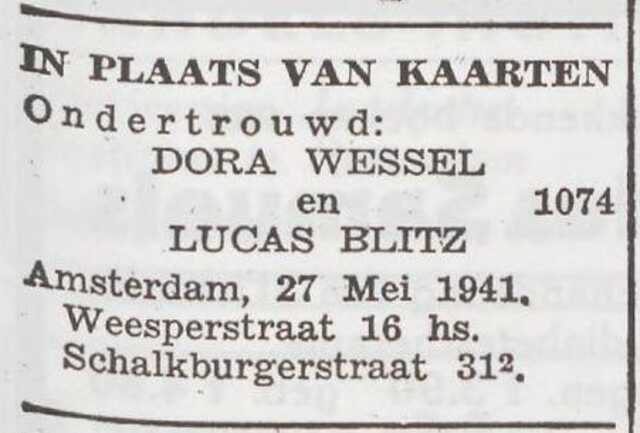 IN PLAATS VAN KAARTEN
Ondertrouwd:
DORA WESSEL
en 1074
LUCAS BLITZ
Amsterdam, 27 Mei 1941.
Weesperstraat 16 hs.
Schalkburgerstraat 31².